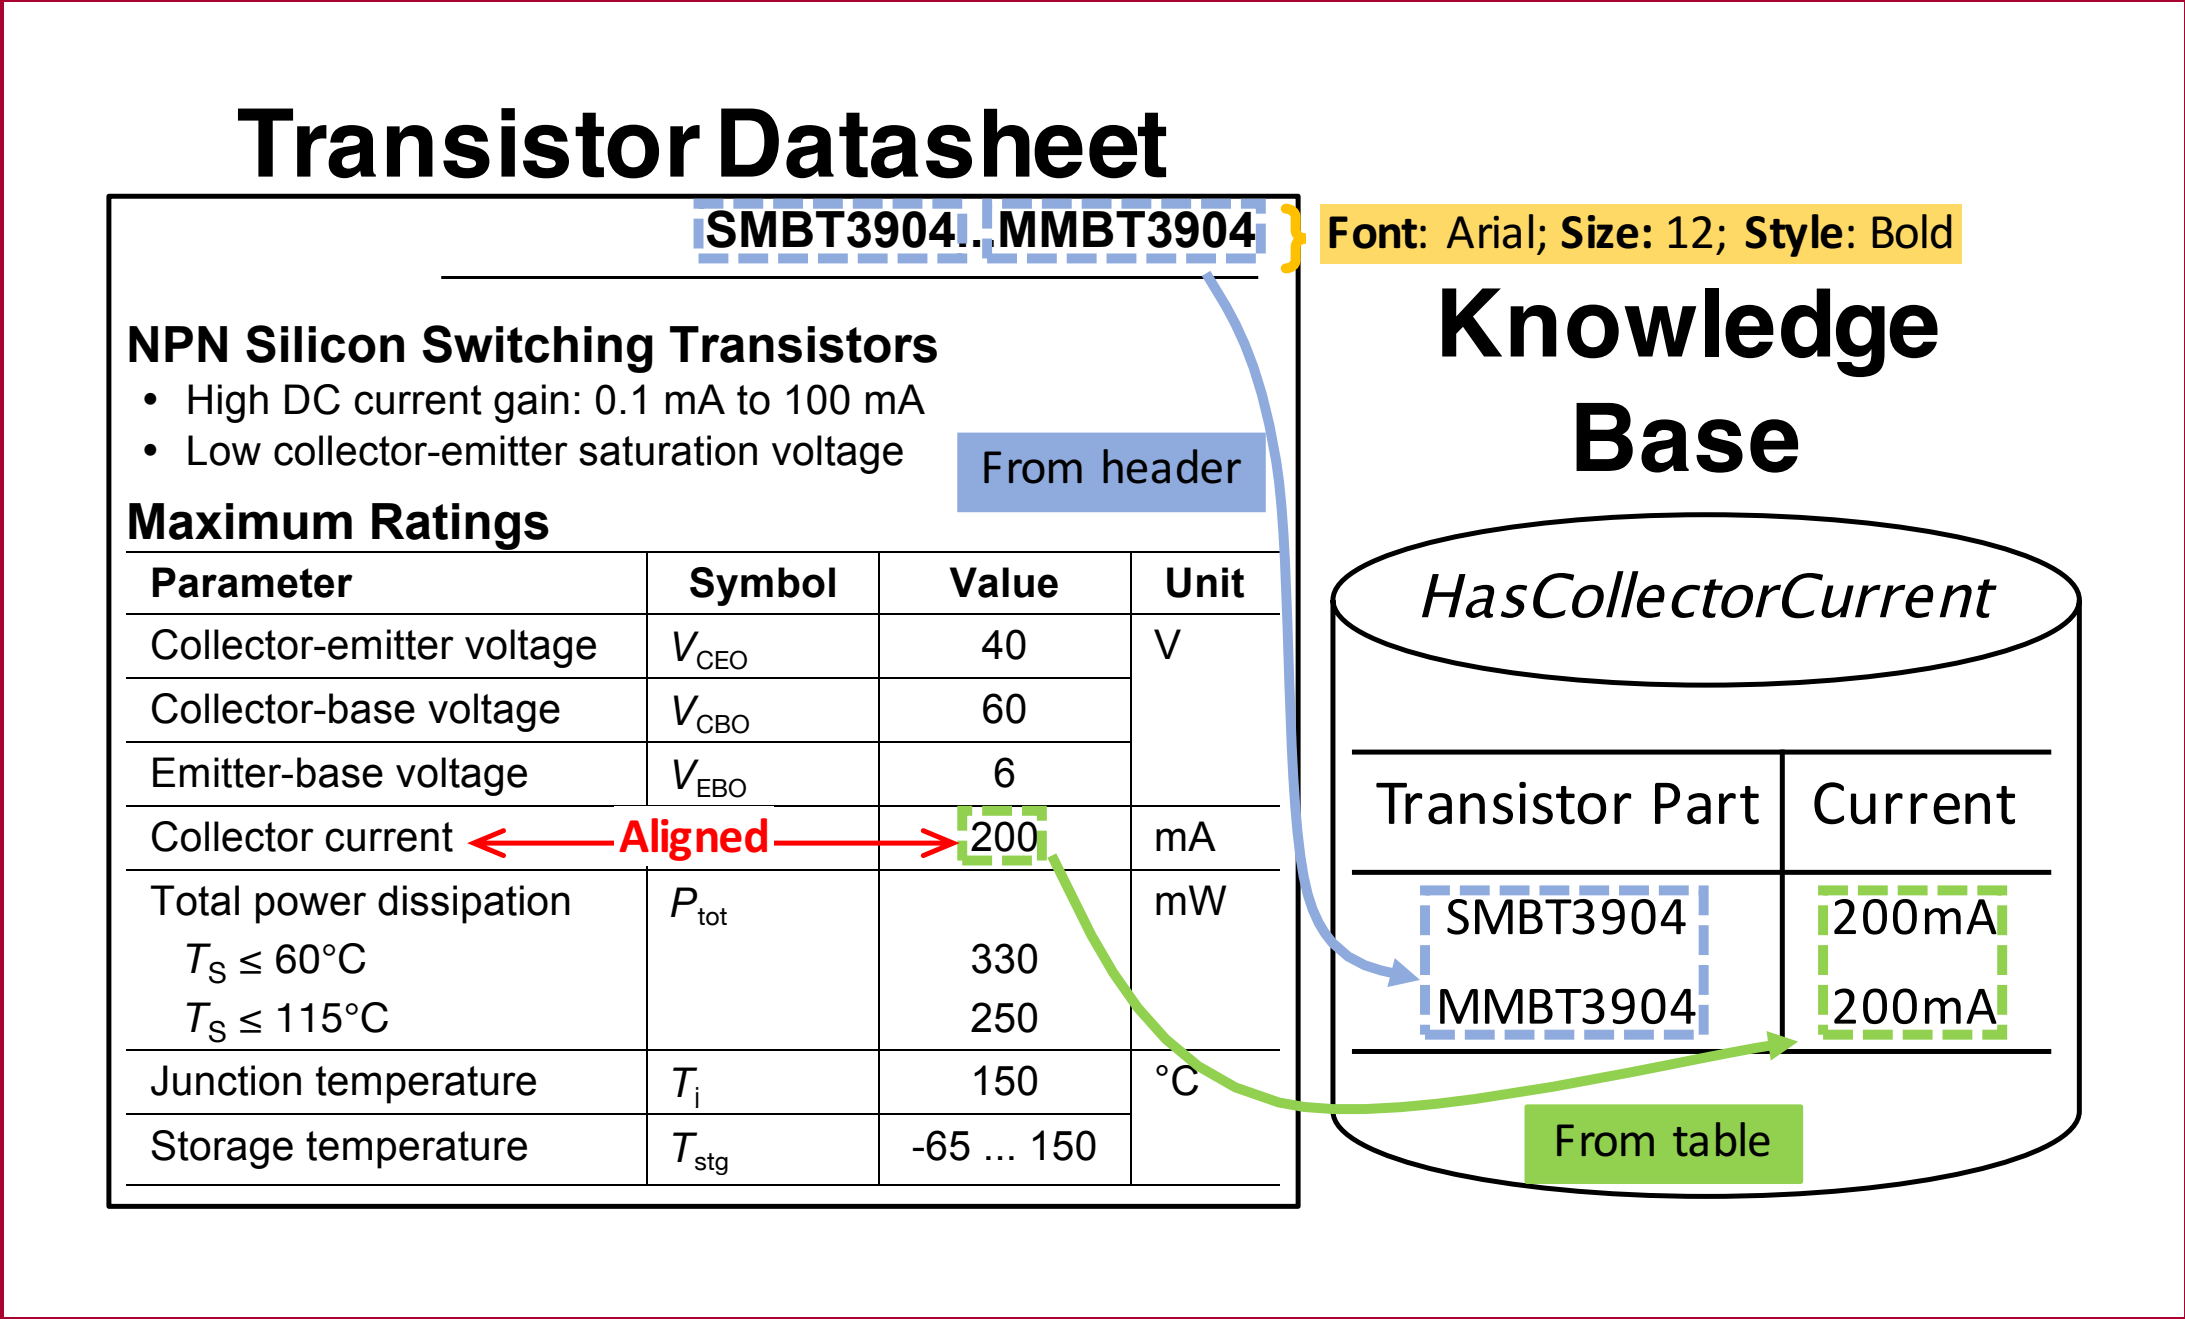 Transistor Datasheet
SMBT3904...MMBT3904
Font: Arial; Size: 12; Style: Bold
NPN Silicon Switching Transistors
• High DC current gain: 0.1 mA to 100 mA
• Low collector-emitter saturation voltage
From header
Maximum Ratings
Parameter Symbol Value Unit
Collector-emitter voltage VCEO 40 V
Collector-base voltage VCBO 60
Emitter-base voltage VEBO 6
Collector current Aligned 200 mA
Total power dissipation Ptot mW
TS ≤ 60°C 330
TS ≤ 115°C 250
Junction temperature Ti 150 °C
Storage temperature Tstg -65 ... 150
Knowledge
Base
HasCollectorCurrent
Transistor Part Current
SMBT3904 200mA
MMBT3904 200mA
From table